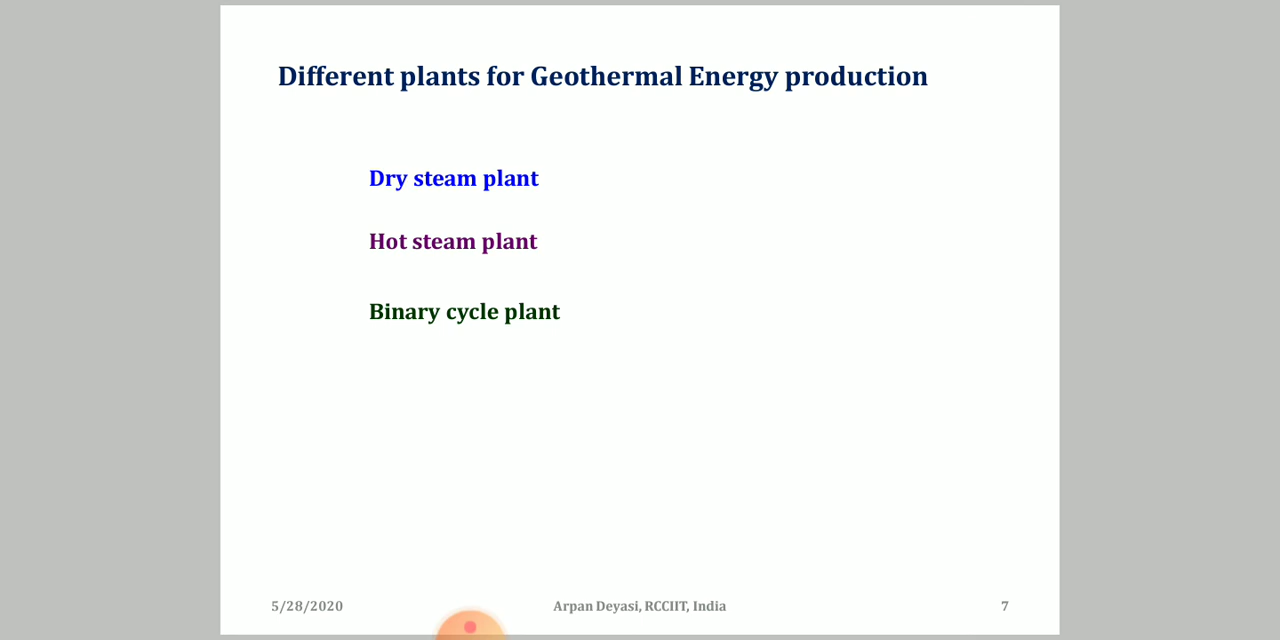 Different plants for Geothermal Energy production
Dry steam plant
Hot steam plant
Binary cycle plant
5/28/2020
Arpan Deyasi, RCCIIT, India
7